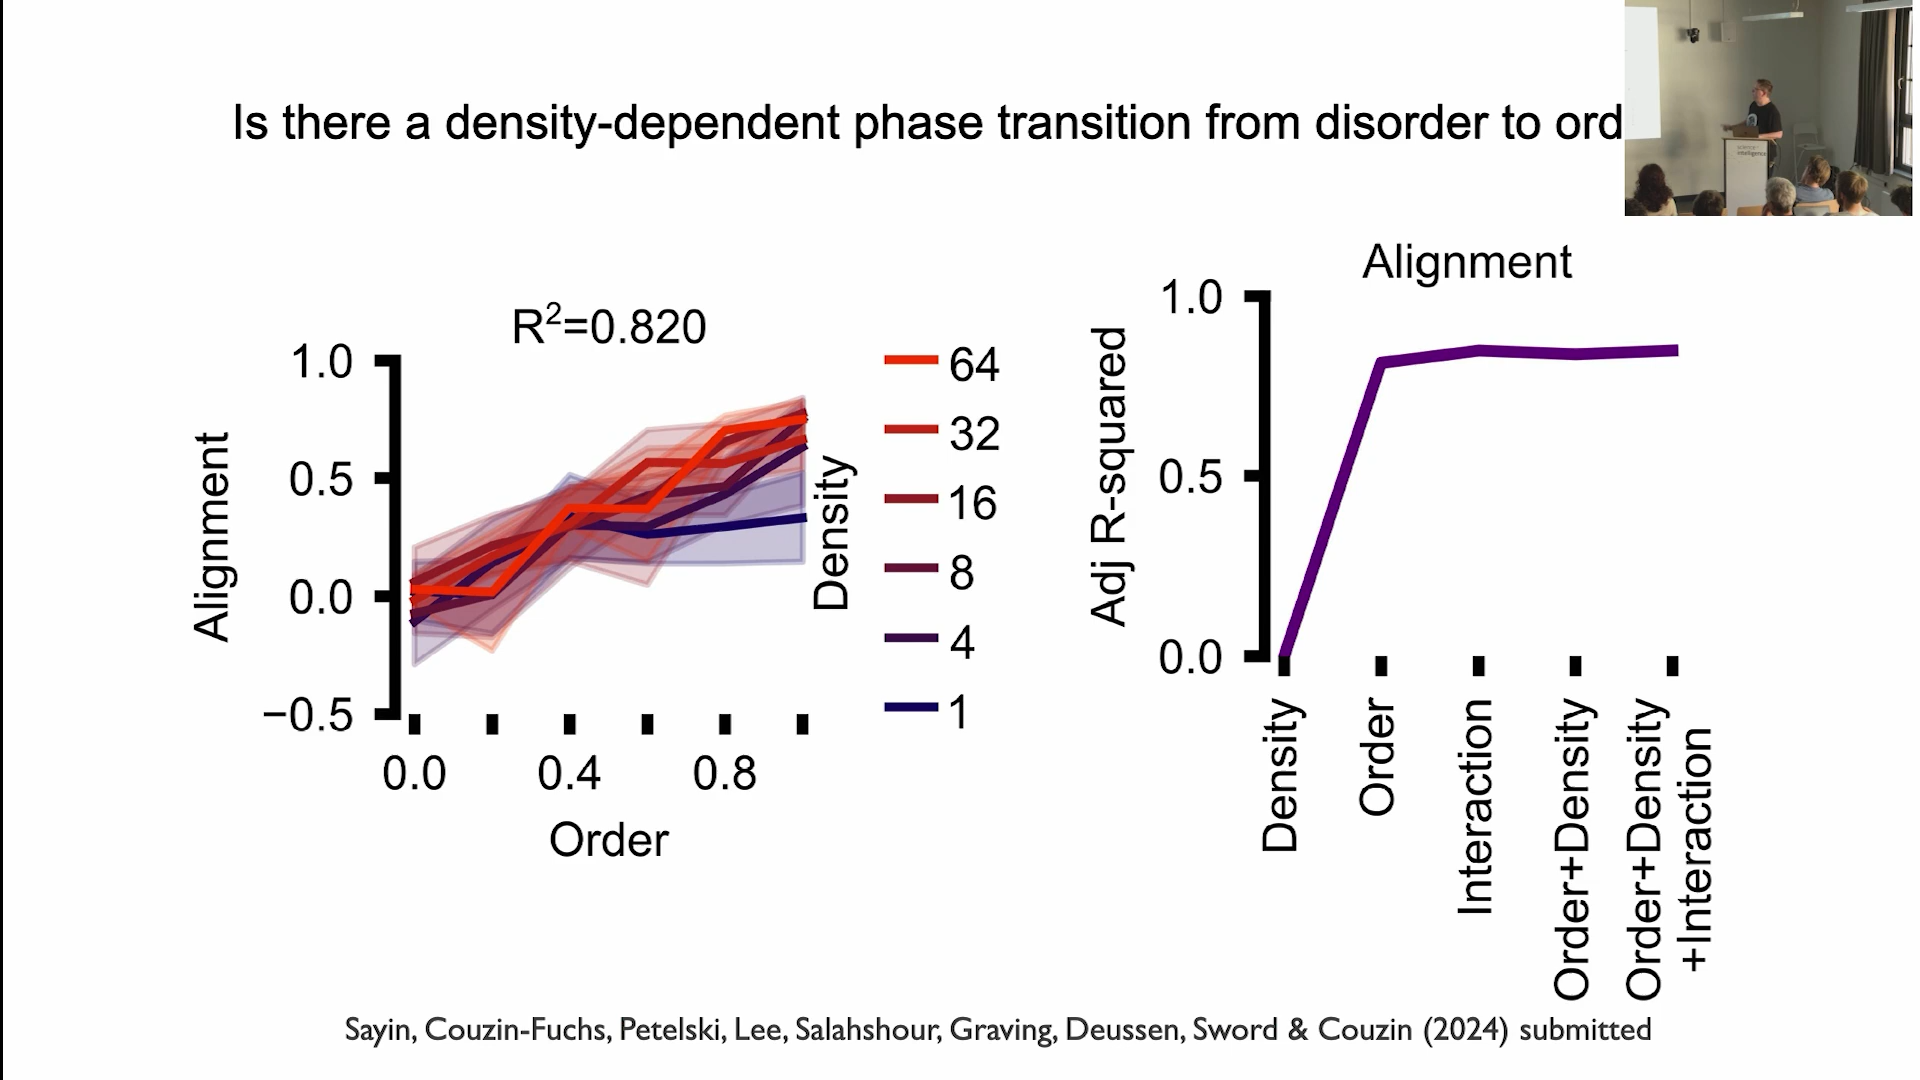 Is there a density-dependent phase transition from disorder to ord
science of
intelligence
R²=0.820
1.0
0.5
0.0
−0.5
Alignment
0.0 0.4 0.8
Order
Density
64
32
16
8
4
1
Alignment
1.0
0.5
0.0
Adj R-squared
Density
Order
Interaction
Order+Density
Order+Density
+Interaction
Sayin, Couzin-Fuchs, Petelski, Lee, Salahshour, Graving, Deussen, Sword & Couzin (2024) submitted